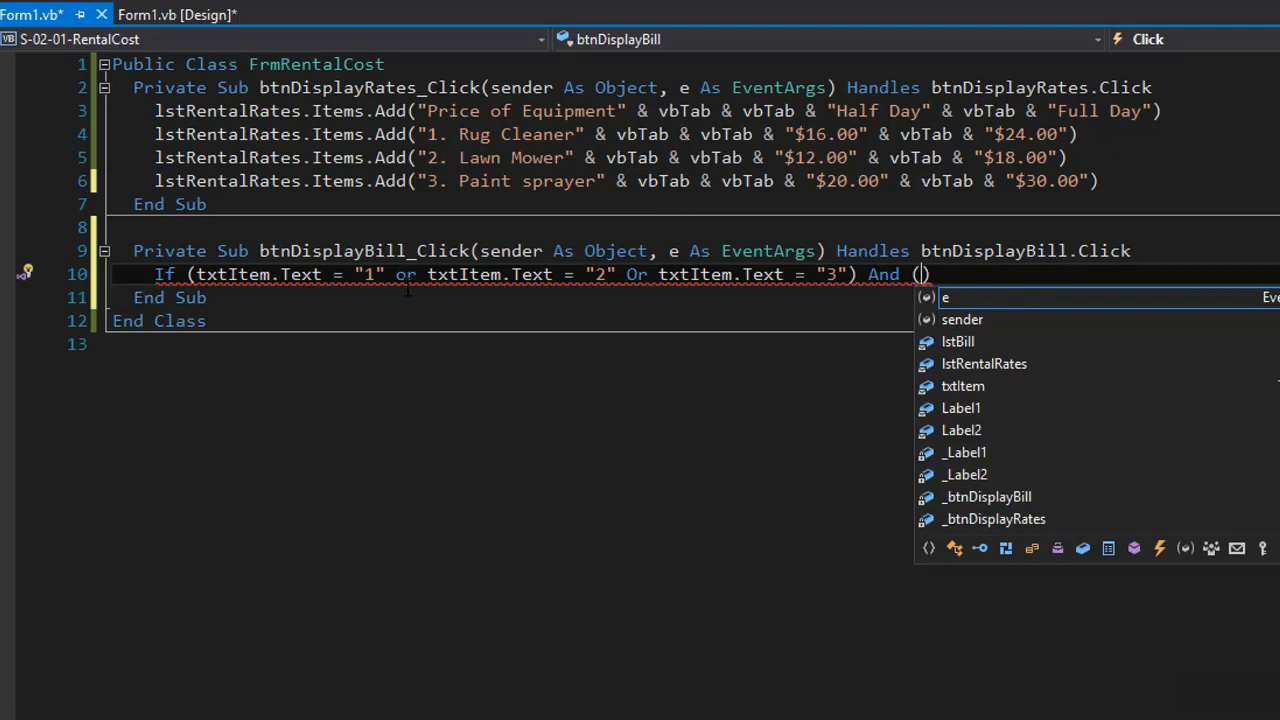 Form1.vb*
Form1.vb [Design]*
VB S-02-01-RentalCost
btnDisplayBill
Click
1 Public Class FrmRentalCost
2 Private Sub btnDisplayRates_Click(sender As Object, e As EventArgs) Handles btnDisplayRates.Click
3 lstRentalRates.Items.Add("Price of Equipment" & vbTab & vbTab & "Half Day" & vbTab & "Full Day")
4 lstRentalRates.Items.Add("1. Rug Cleaner" & vbTab & vbTab & "$16.00" & vbTab & "$24.00")
5 lstRentalRates.Items.Add("2. Lawn Mower" & vbTab & vbTab & "$12.00" & vbTab & "$18.00")
6 lstRentalRates.Items.Add("3. Paint sprayer" & vbTab & vbTab & "$20.00" & vbTab & "$30.00")
7 End Sub
8
9 Private Sub btnDisplayBill_Click(sender As Object, e As EventArgs) Handles btnDisplayBill.Click
10 If (txtItem.Text = "1" or txtItem.Text = "2" Or txtItem.Text = "3") And ()
11 End Sub
12 End Class
13
e Eve
sender
lstBill
lstRentalRates
txtItem
Label1
Label2
_Label1
_Label2
_btnDisplayBill
_btnDisplayRates